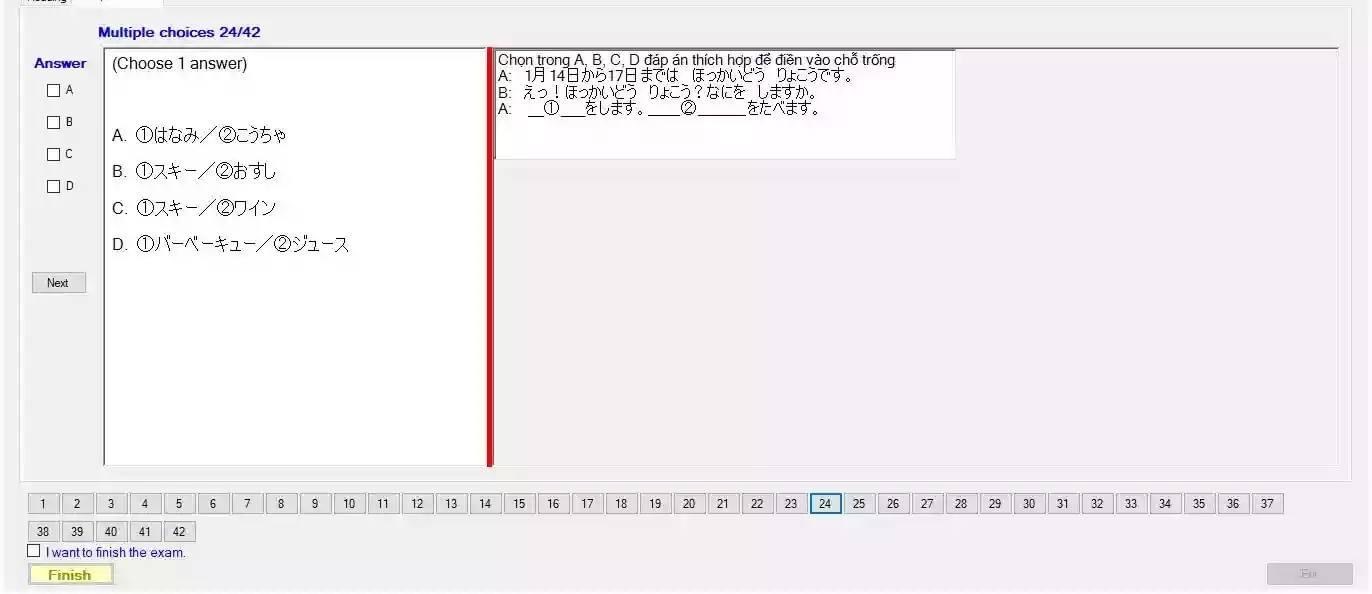 Multiple choices 24/42
Answer
A
B
C
D
Next
(Choose 1 answer)
A. ①はなみ／②こうちゃ
B. ①スキー／②おすし
C. ①スキー／②ワイン
D. ①バーベーキュー／②ジュース
Chọn trong A, B, C, D đáp án thích hợp để điền vào chỗ trống
A: 1月14日から17日までは ほっかいどう りょこうです。
B: えっ！ほっかいどう りょこう？なにを しますか。
A: __①___をします。____②______をたべます。
1 2 3 4 5 6 7 8 9 10 11 12 13 14 15 16 17 18 19 20 21 22 23 24 25 26 27 28 29 30 31 32 33 34 35 36 37
38 39 40 41 42
I want to finish the exam.
Finish